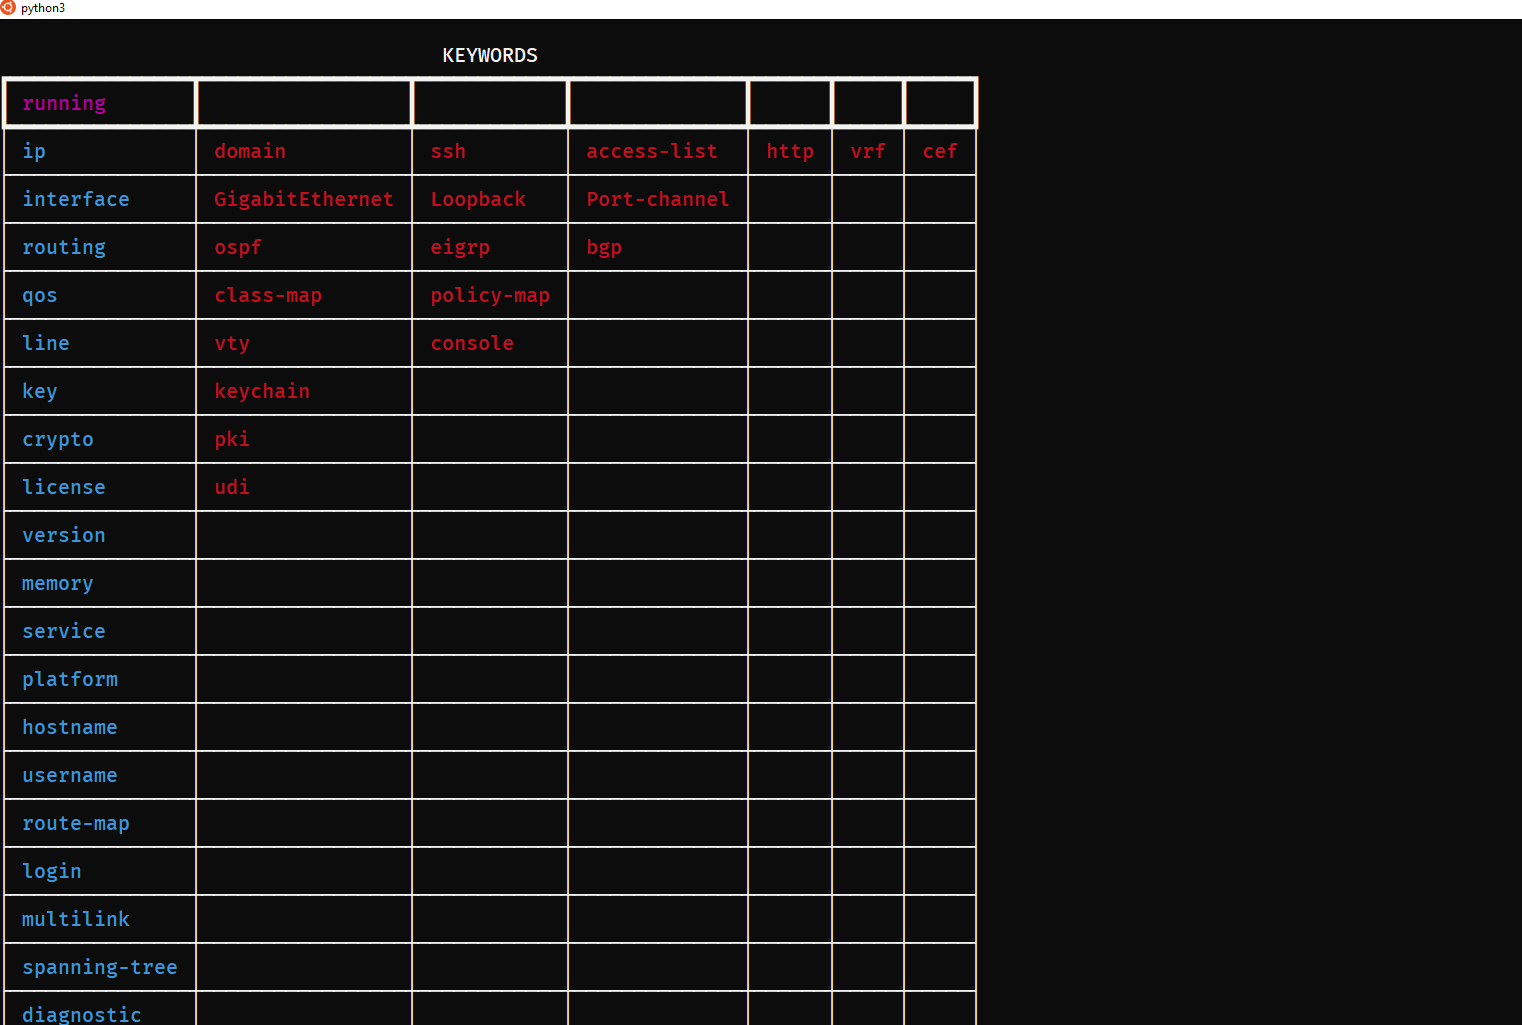 python3
KEYWORDS
running
ip domain ssh access-list http vrf cef
interface GigabitEthernet Loopback Port-channel
routing ospf eigrp bgp
qos class-map policy-map
line vty console
key keychain
crypto pki
license udi
version
memory
service
platform
hostname
username
route-map
login
multilink
spanning-tree
diagnostic